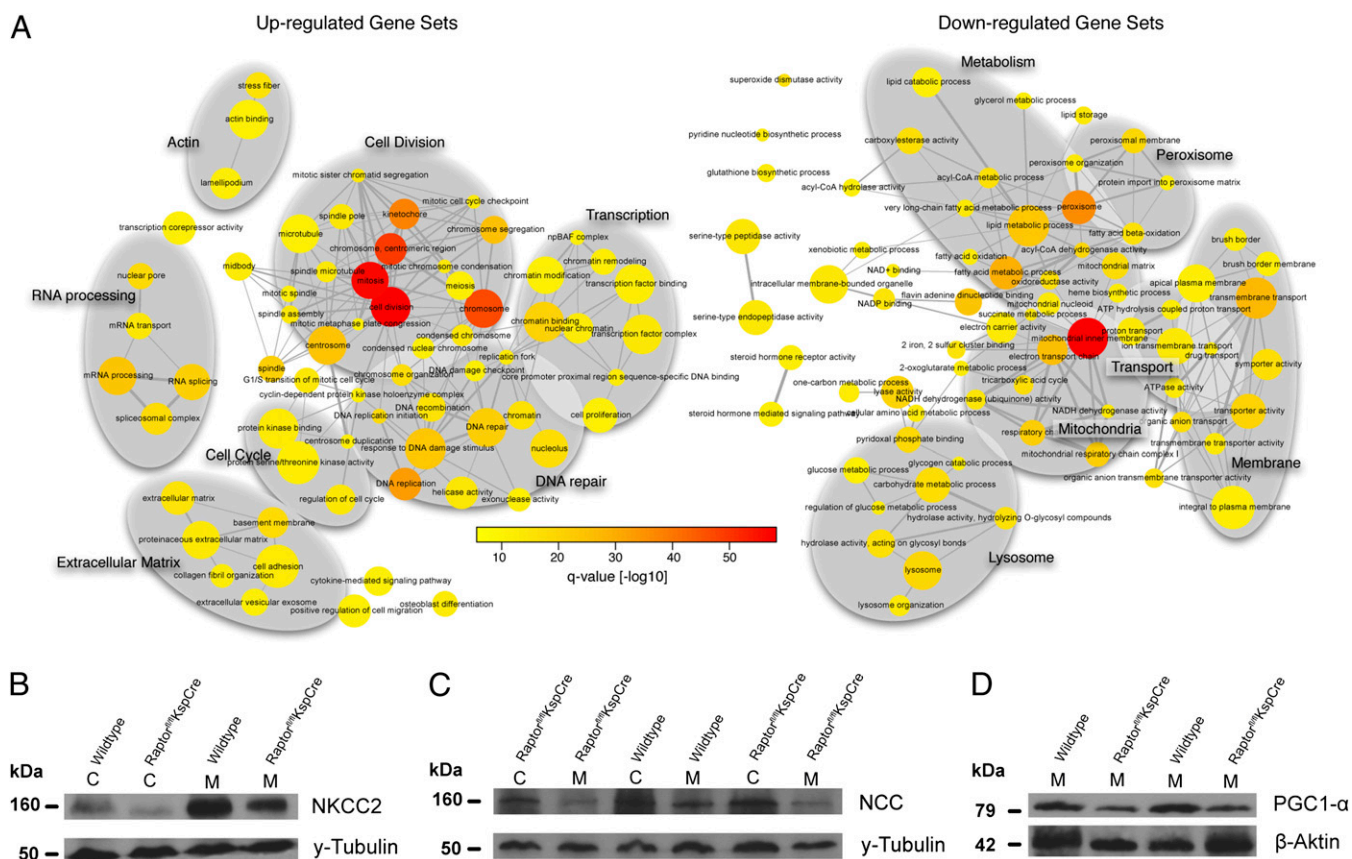 A
Up-regulated Gene Sets
Down-regulated Gene Sets
stress fiber
actin binding
Actin
lamellipodium
Cell Division
mitotic sister chromatid segregation
mitotic cell cycle checkpoint
kinetochore
spindle pole
chromosome segregation
transcription corepressor activity
microtubule
Transcription
npBAF complex
chromosome, centromeric region
chromatin remodeling
midbody
spindle microtubule
mitotic chromosome condensation
chromatin modification
nuclear pore
mitosis
meiosis
transcription factor binding
RNA processing
mitotic spindle
cell division
chromosome
mRNA transport
spindle assembly
mitotic metaphase plate congression
chromatin binding
nuclear chromatin
condensed chromosome
transcription factor complex
centrosome
condensed nuclear chromosome
replication fork
spindle
DNA damage checkpoint
mRNA processing
RNA splicing
G1/S transition of mitotic cell cycle
chromosome organization
core promoter proximal region sequence-specific DNA binding
cyclin-dependent protein kinase holoenzyme complex
spliceosomal complex
DNA recombination
DNA replication initiation
chromatin
cell proliferation
protein kinase binding
DNA repair
centrosome duplication
response to DNA damage stimulus
nucleolus
Cell Cycle
protein serine/threonine kinase activity
DNA replication
helicase activity
DNA repair
regulation of cell cycle
exonuclease activity
extracellular matrix
basement membrane
proteinaceous extracellular matrix
Extracellular Matrix
cell adhesion
collagen fibril organization
cytokine-mediated signaling pathway
extracellular vesicular exosome
positive regulation of cell migration
osteoblast differentiation
10 20 30 40 50
q-value [-log10]
Metabolism
superoxide dismutase activity
lipid catabolic process
glycerol metabolic process
lipid storage
pyridine nucleotide biosynthetic process
carboxylesterase activity
peroxisomal membrane
Peroxisome
peroxisome organization
glutathione biosynthetic process
acyl-CoA metabolic process
acyl-CoA hydrolase activity
protein import into peroxisome matrix
very long-chain fatty acid metabolic process
peroxisome
serine-type peptidase activity
lipid metabolic process
fatty acid beta-oxidation
brush border
xenobiotic metabolic process
acyl-CoA dehydrogenase activity
fatty acid oxidation
mitochondrial matrix
brush border membrane
NAD+ binding
fatty acid metabolic process
apical plasma membrane
intracellular membrane-bounded organelle
oxidoreductase activity
heme biosynthetic process
transmembrane transport
flavin adenine dinucleotide binding
NADP binding
mitochondrial nucleoid
ATP hydrolysis coupled proton transport
serine-type endopeptidase activity
succinate metabolic process
electron carrier activity
proton transport
mitochondrial inner membrane
ion transmembrane transport
steroid hormone receptor activity
2 iron, 2 sulfur cluster binding
electron transport chain
drug transport
2-oxoglutarate metabolic process
Transport
symporter activity
one-carbon metabolic process
tricarboxylic acid cycle
ATPase activity
lyase activity
NADH dehydrogenase (ubiquinone) activity
steroid hormone mediated signaling pathway
cellular amino acid metabolic process
NADH dehydrogenase activity
transporter activity
organic anion transport
Mitochondria
pyridoxal phosphate binding
transmembrane transporter activity
mitochondrial respiratory chain complex I
Membrane
glucose metabolic process
glycogen catabolic process
carbohydrate metabolic process
organic anion transmembrane transporter activity
regulation of glucose metabolic process
integral to plasma membrane
hydrolase activity, hydrolyzing O-glycosyl compounds
hydrolase activity, acting on glycosyl bonds
Lysosome
lysosome
lysosome organization
B
Wildtype
Raptorfl/flKspCre
Wildtype
Raptorfl/flKspCre
kDa
C C M M
160
NKCC2
50
y-Tubulin
C
Raptorfl/flKspCre
Raptorfl/flKspCre
Wildtype
Wildtype
Raptorfl/flKspCre
Raptorfl/flKspCre
kDa
C M C M C M
160
NCC
50
y-Tubulin
D
Wildtype
Raptorfl/flKspCre
Wildtype
Raptorfl/flKspCre
kDa
M M M M
79
PGC1-α
42
β-Aktin